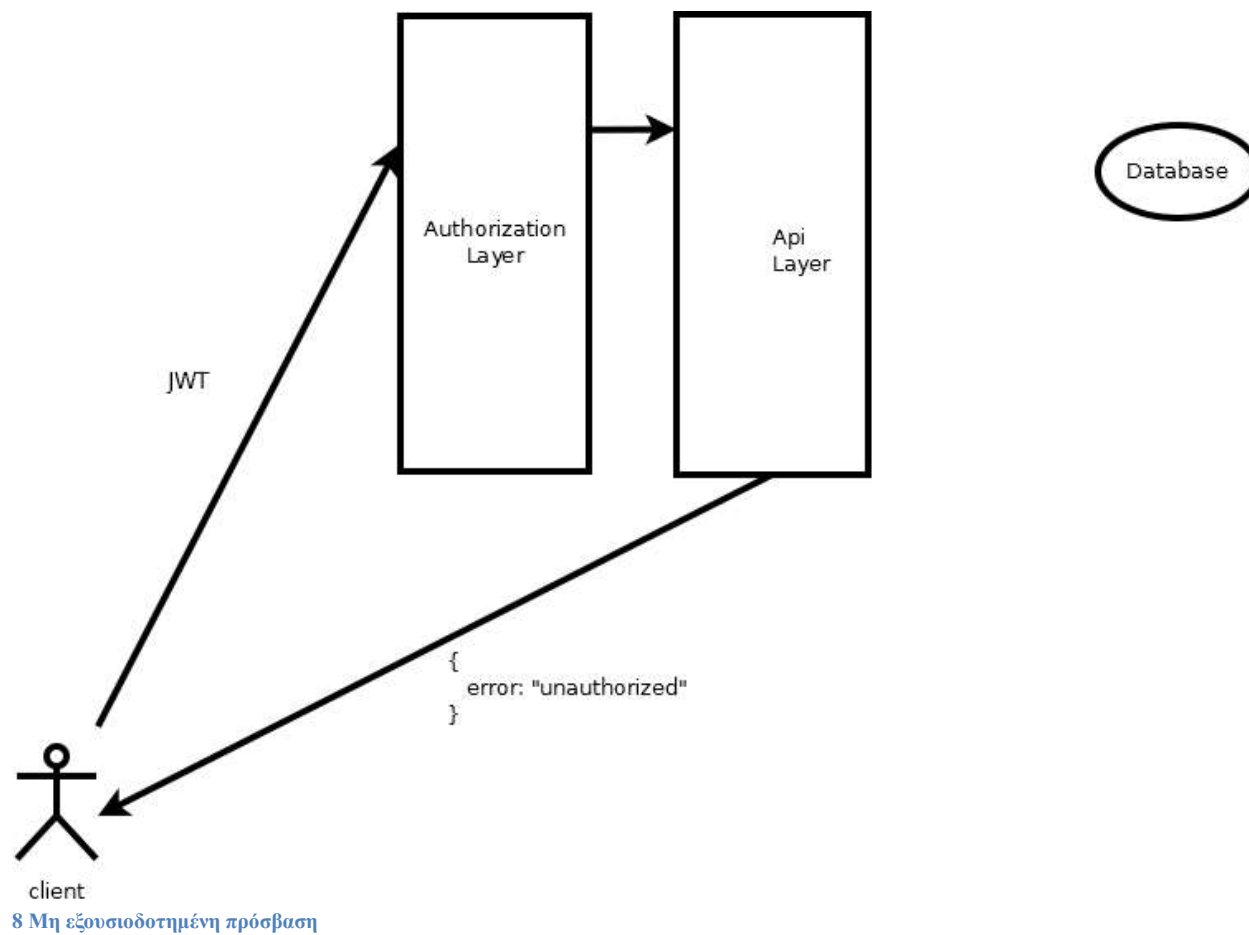 Authorization
Layer
Api
Layer
Database
JWT
{
error: "unauthorized"
}
client
8 Μη εξουσιοδοτημένη πρόσβαση